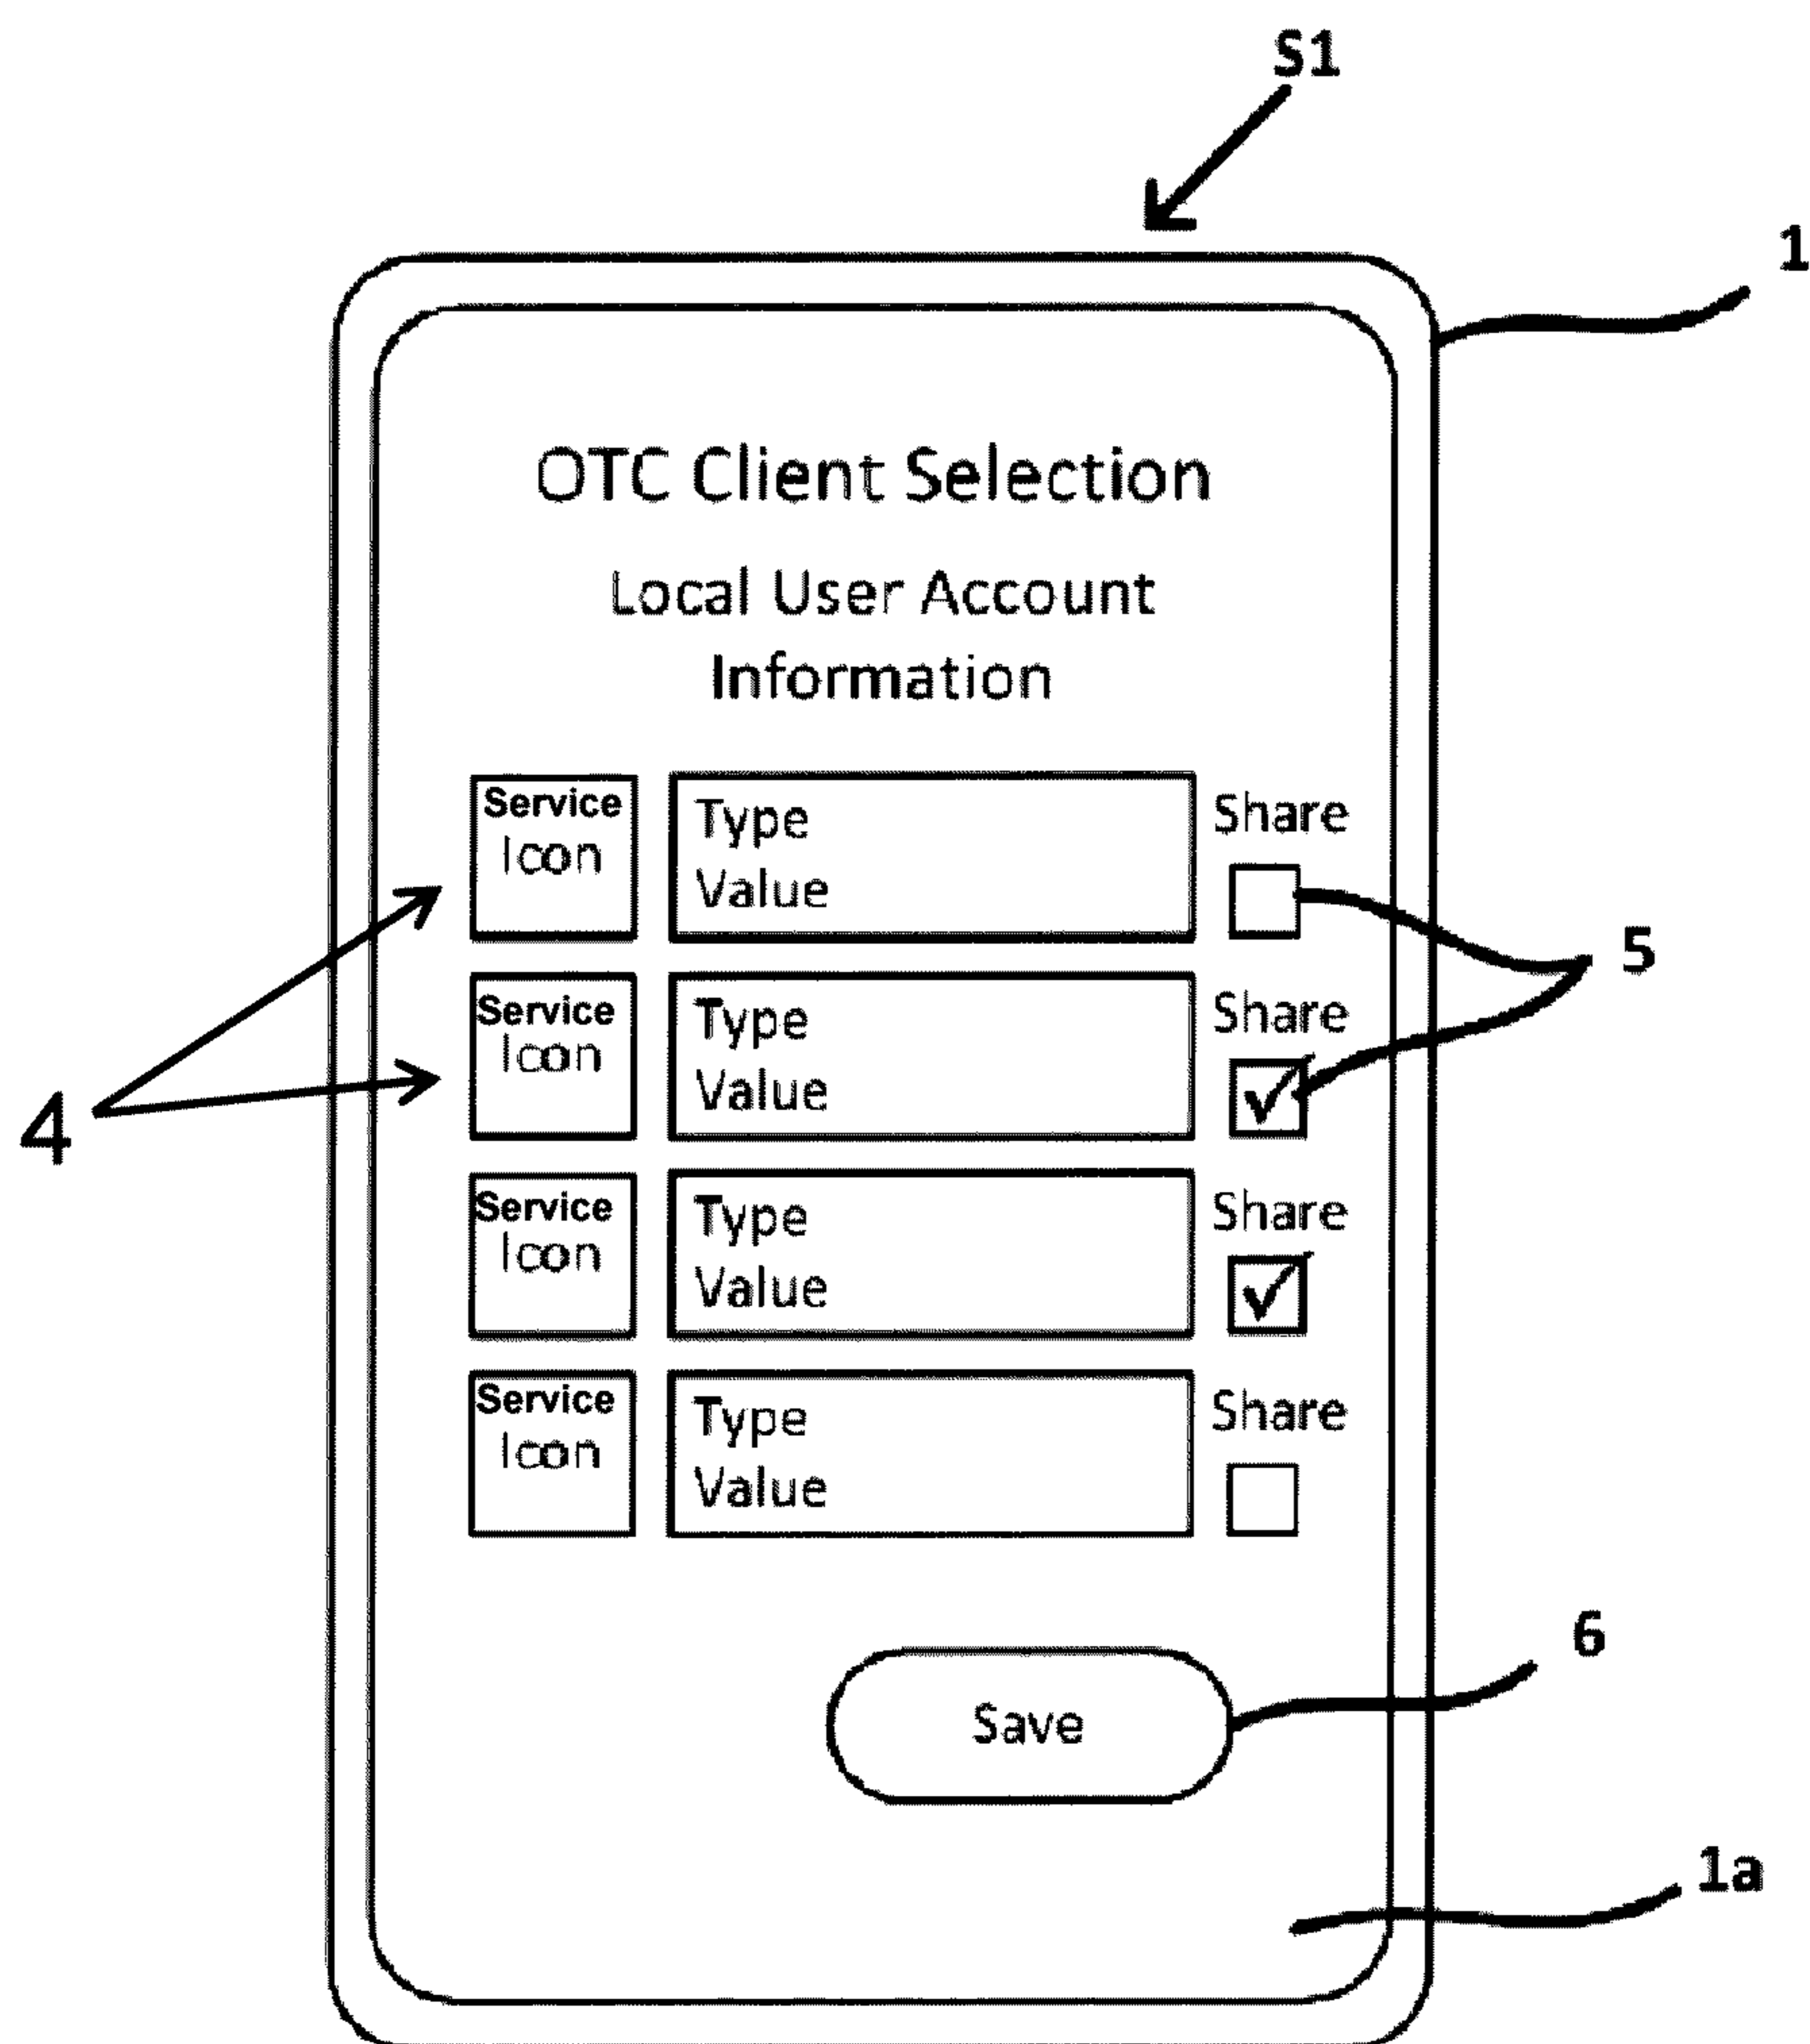 S1
1
OTC Client Selection
Local User Account
Information
Service
Icon
Type
Value
Share
5
Service
Icon
Type
Value
Share
4
Service
Icon
Type
Value
Share
Service
Icon
Type
Value
Share
6
Save
1a